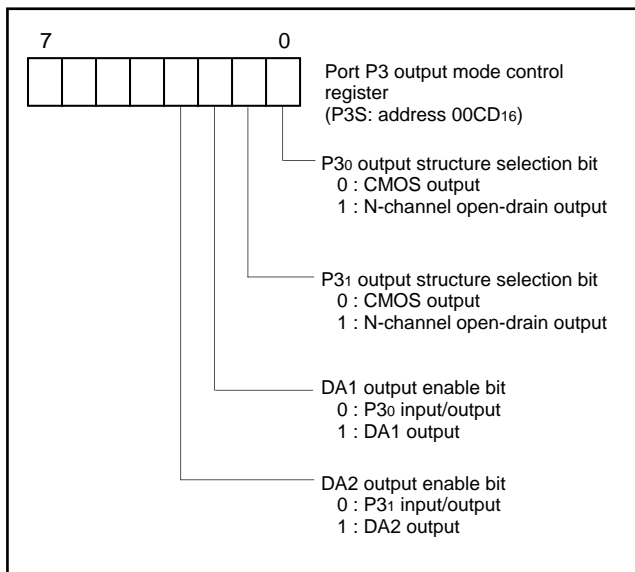 7 0
Port P3 output mode control
register
(P3S: address 00CD16)
P30 output structure selection bit
0 : CMOS output
1 : N-channel open-drain output
P31 output structure selection bit
0 : CMOS output
1 : N-channel open-drain output
DA1 output enable bit
0 : P30 input/output
1 : DA1 output
DA2 output enable bit
0 : P31 input/output
1 : DA2 output